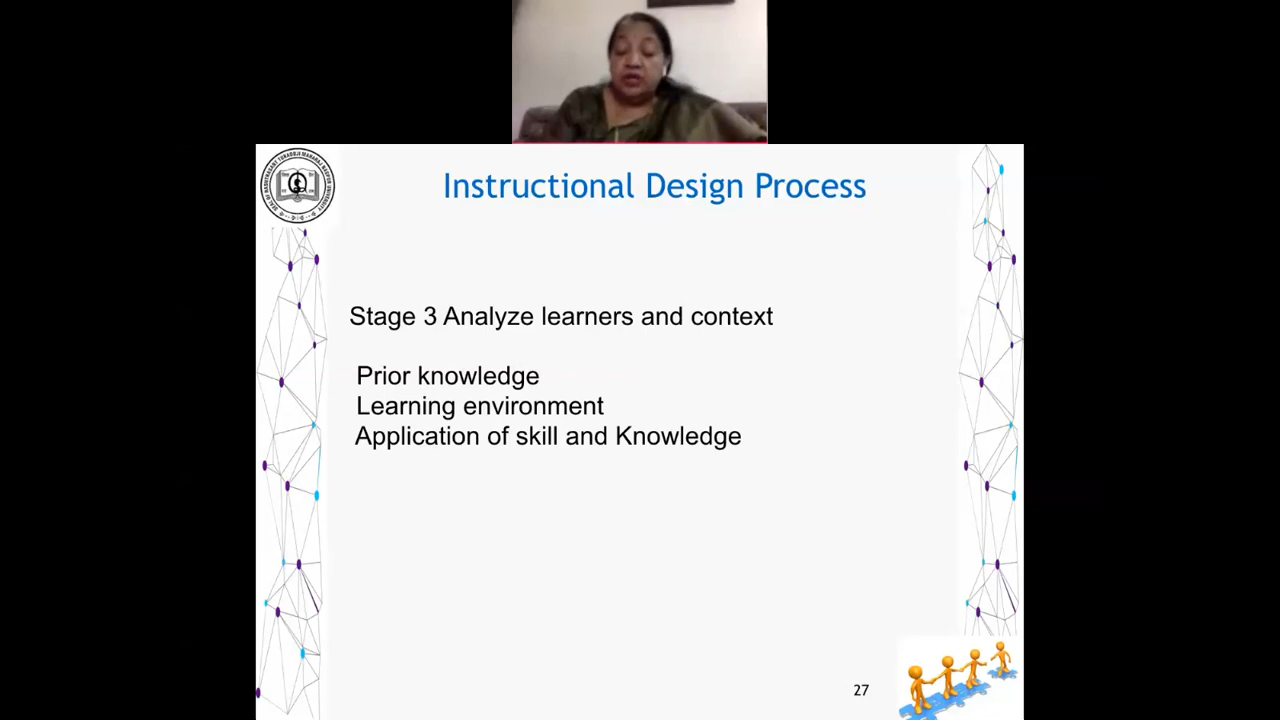 Instructional Design Process
Stage 3 Analyze learners and context
Prior knowledge
Learning environment
Application of skill and Knowledge
27